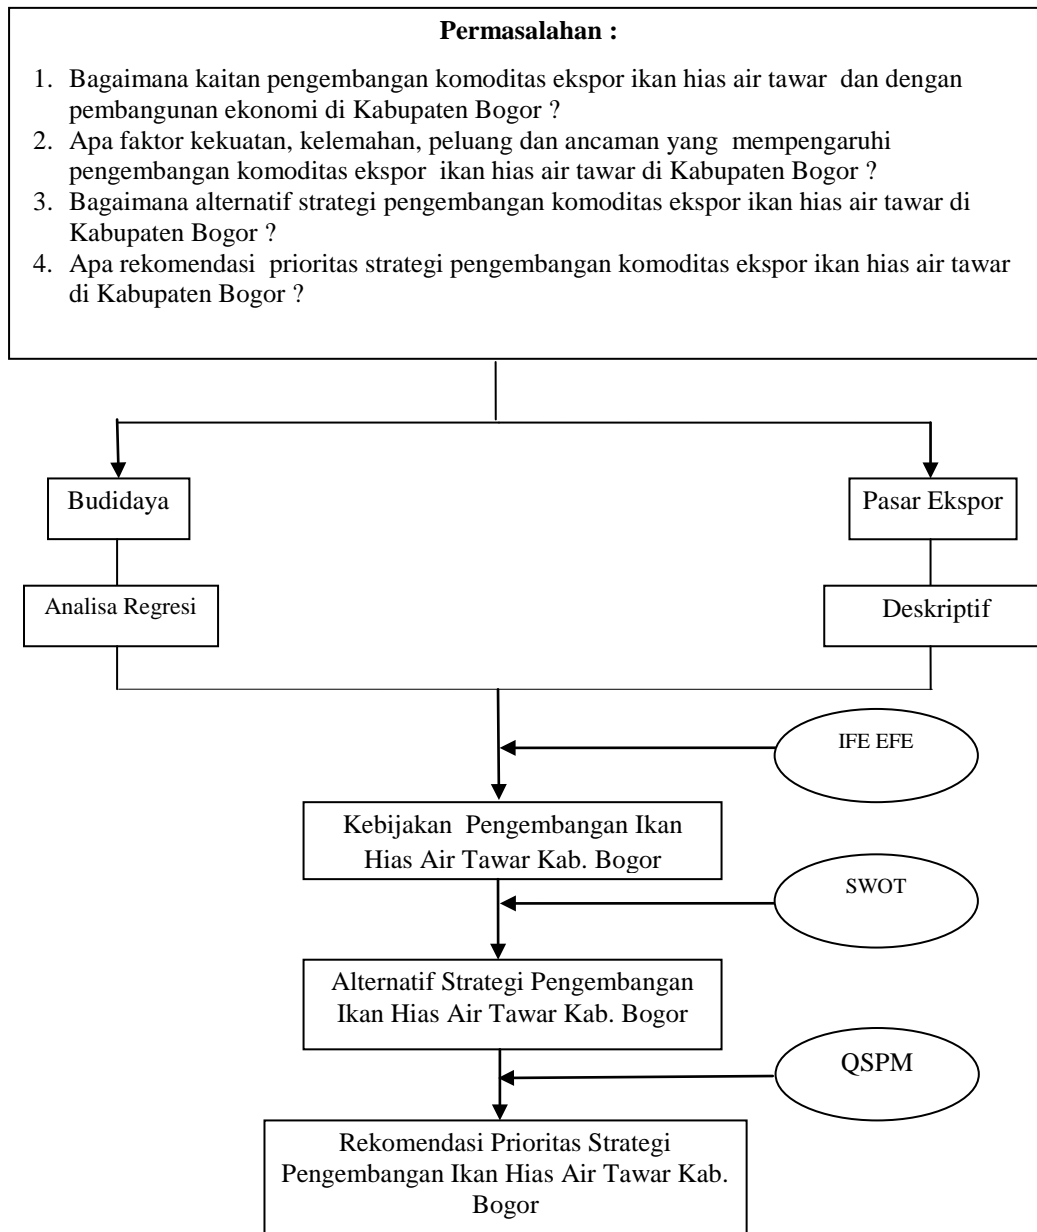 Permasalahan :
1. Bagaimana kaitan pengembangan komoditas ekspor ikan hias air tawar dan dengan
pembangunan ekonomi di Kabupaten Bogor ?
2. Apa faktor kekuatan, kelemahan, peluang dan ancaman yang mempengaruhi
pengembangan komoditas ekspor ikan hias air tawar di Kabupaten Bogor ?
3. Bagaimana alternatif strategi pengembangan komoditas ekspor ikan hias air tawar di
Kabupaten Bogor ?
4. Apa rekomendasi prioritas strategi pengembangan komoditas ekspor ikan hias air tawar
di Kabupaten Bogor ?
Budidaya
Pasar Ekspor
Analisa Regresi
Deskriptif
IFE EFE
Kebijakan Pengembangan Ikan
Hias Air Tawar Kab. Bogor
SWOT
Alternatif Strategi Pengembangan
Ikan Hias Air Tawar Kab. Bogor
QSPM
Rekomendasi Prioritas Strategi
Pengembangan Ikan Hias Air Tawar Kab.
Bogor